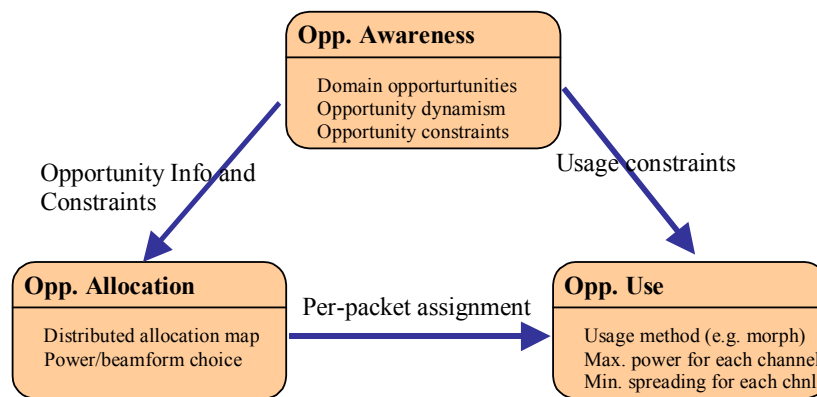 Opp. Awareness
Domain opporturtunities
Opportunity dynamism
Opportunity constraints
Opportunity Info and
Constraints
Usage constraints
Opp. Allocation
Distributed allocation map
Power/beamform choice
Per-packet assignment
Opp. Use
Usage method (e.g. morph)
Max. power for each channel
Min. spreading for each chnl